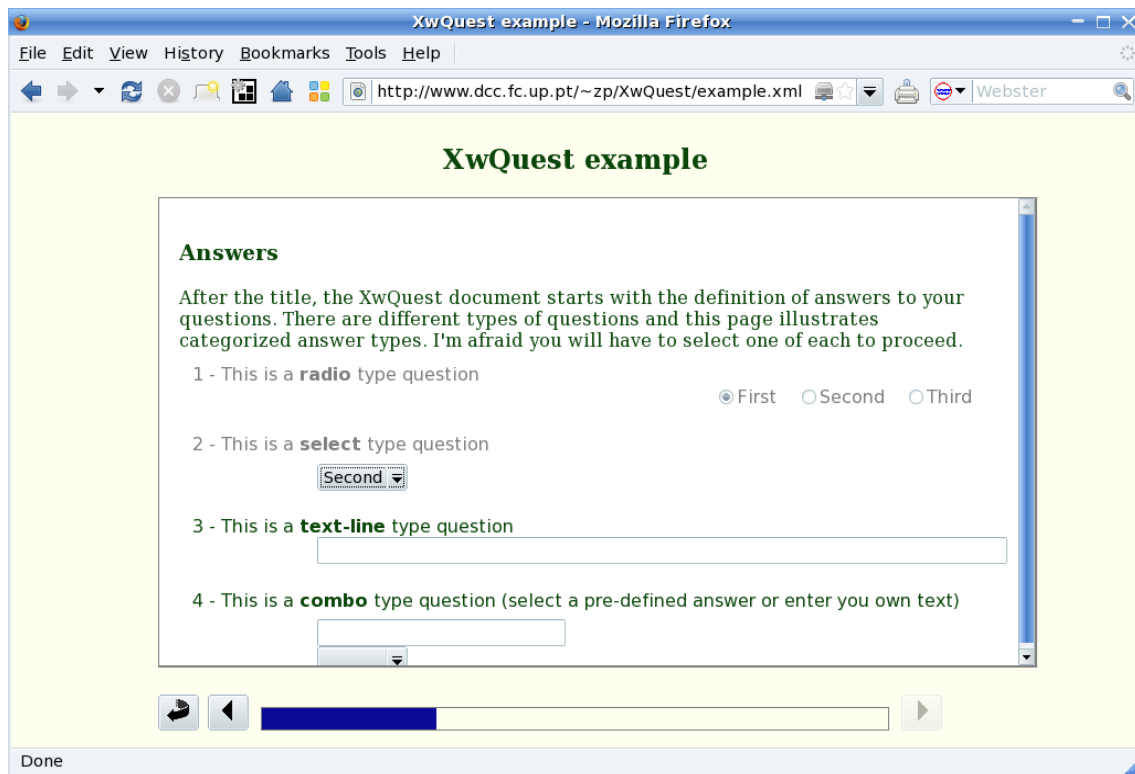 XwQuest example - Mozilla Firefox
File Edit View History Bookmarks Tools Help
http://www.dcc.fc.up.pt/~zp/XwQuest/example.xml Webster
XwQuest example
Answers
After the title, the XwQuest document starts with the definition of answers to your
questions. There are different types of questions and this page illustrates
categorized answer types. I'm afraid you will have to select one of each to proceed.
1 - This is a radio type question
First Second Third
2 - This is a select type question
Second
3 - This is a text-line type question
4 - This is a combo type question (select a pre-defined answer or enter you own text)
Done